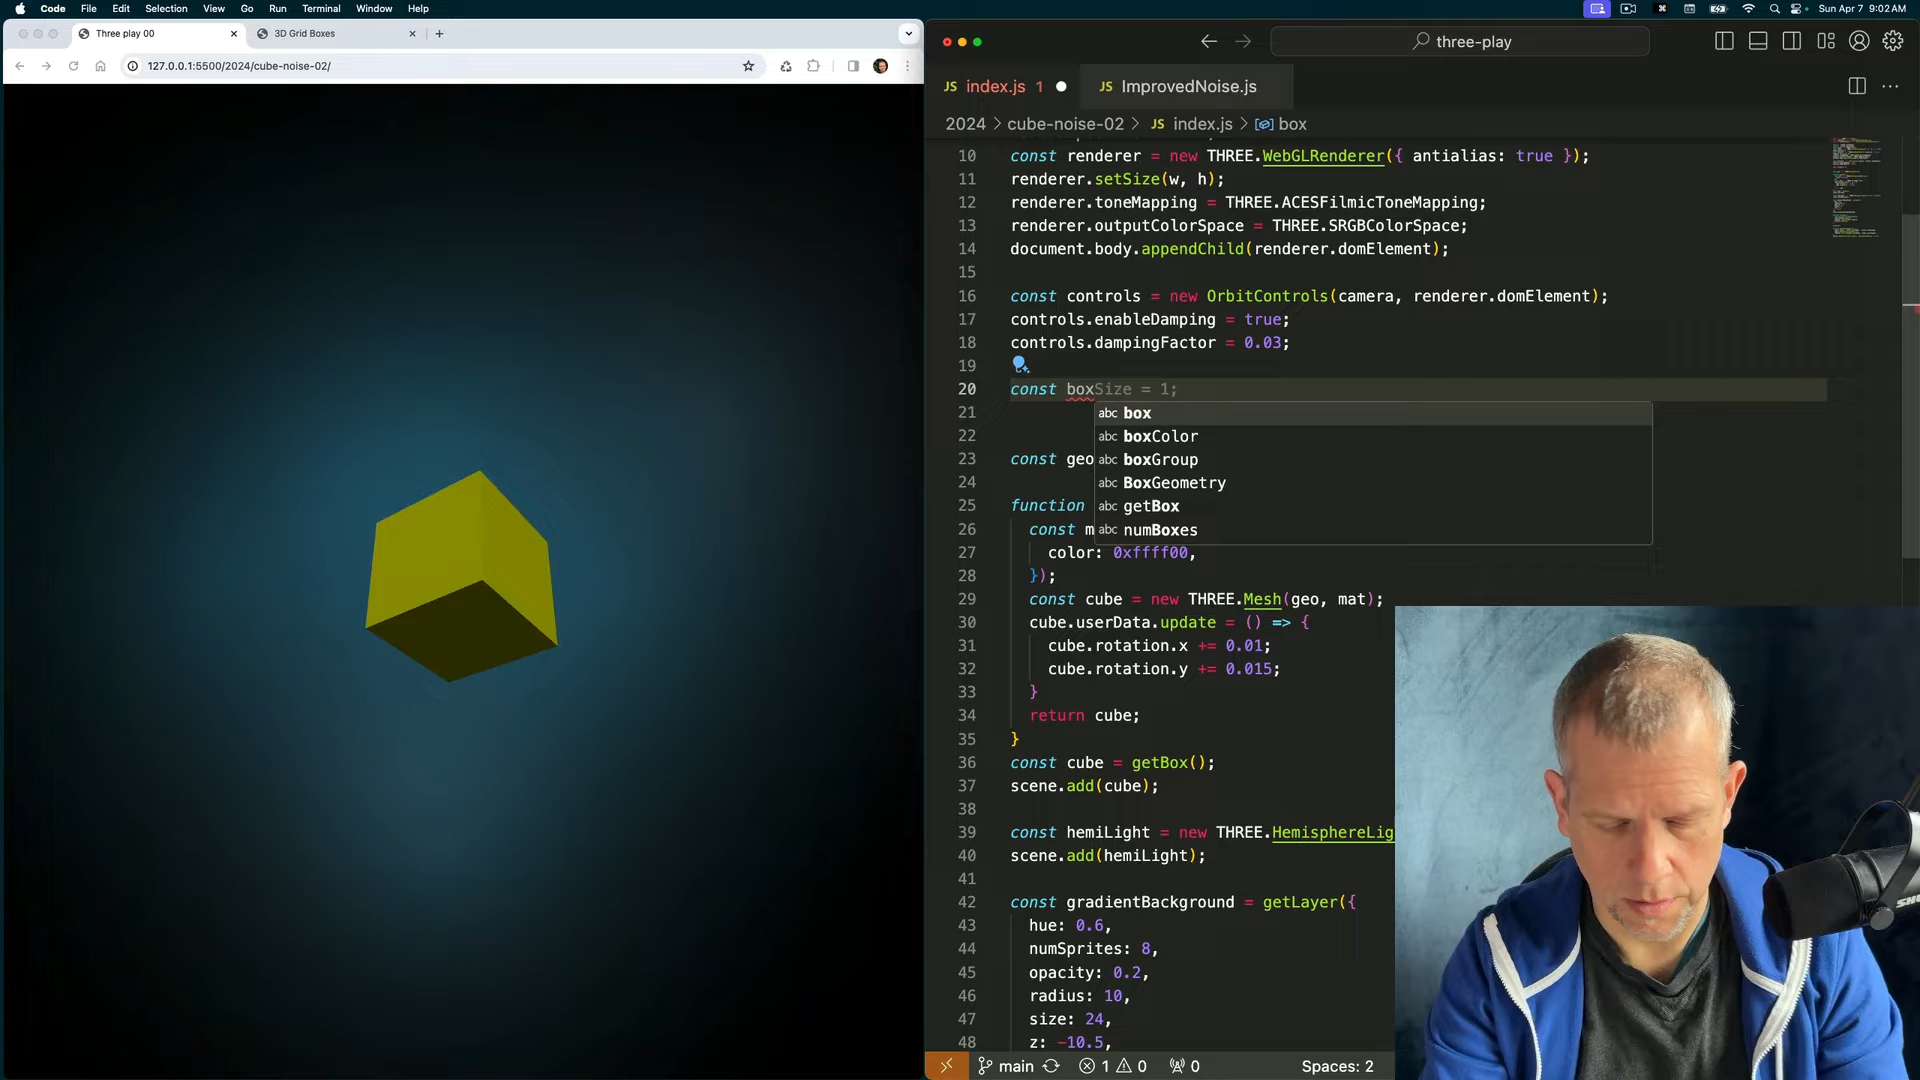 Code File Edit Selection View Go Run Terminal Window Help
Sun Apr 7 9:02 AM
Three play 00
3D Grid Boxes
127.0.0.1:5500/2024/cube-noise-02/
three-play
JS index.js 1
JS ImprovedNoise.js
2024 > cube-noise-02 > JS index.js > box
10 const renderer = new THREE.WebGLRenderer({ antialias: true });
11 renderer.setSize(w, h);
12 renderer.toneMapping = THREE.ACESFilmicToneMapping;
13 renderer.outputColorSpace = THREE.SRGBColorSpace;
14 document.body.appendChild(renderer.domElement);
15
16 const controls = new OrbitControls(camera, renderer.domElement);
17 controls.enableDamping = true;
18 controls.dampingFactor = 0.03;
19
20 const boxSize = 1;
21 abc box
22 abc boxColor
23 const geo abc boxGroup
24 abc BoxGeometry
25 function abc getBox
26 const m abc numBoxes
27 color: 0xffff00,
28 });
29 const cube = new THREE.Mesh(geo, mat);
30 cube.userData.update = () => {
31 cube.rotation.x += 0.01;
32 cube.rotation.y += 0.015;
33 }
34 return cube;
35 }
36 const cube = getBox();
37 scene.add(cube);
38
39 const hemiLight = new THREE.HemisphereLig
40 scene.add(hemiLight);
41
42 const gradientBackground = getLayer({
43 hue: 0.6,
44 numSprites: 8,
45 opacity: 0.2,
46 radius: 10,
47 size: 24,
48 z: -10.5,
main 1 0 0 Spaces: 2